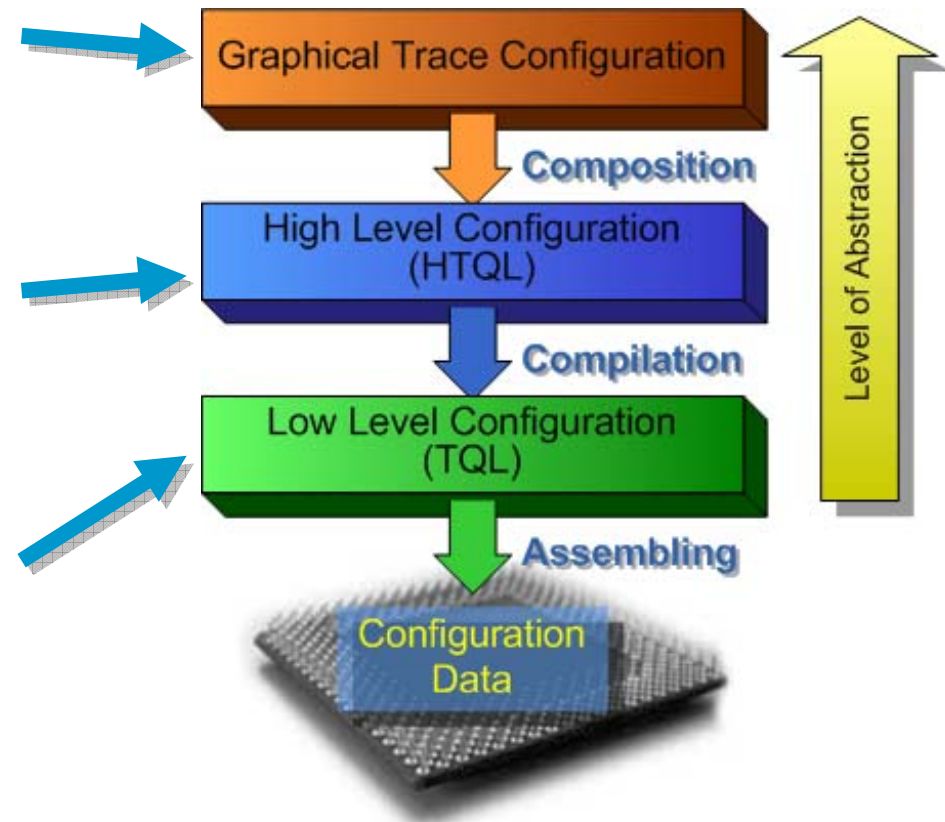 Graphical Trace Configuration
Composition
High Level Configuration
(HTQL)
Compilation
Low Level Configuration
(TQL)
Assembling
Configuration
Data
Level of Abstraction